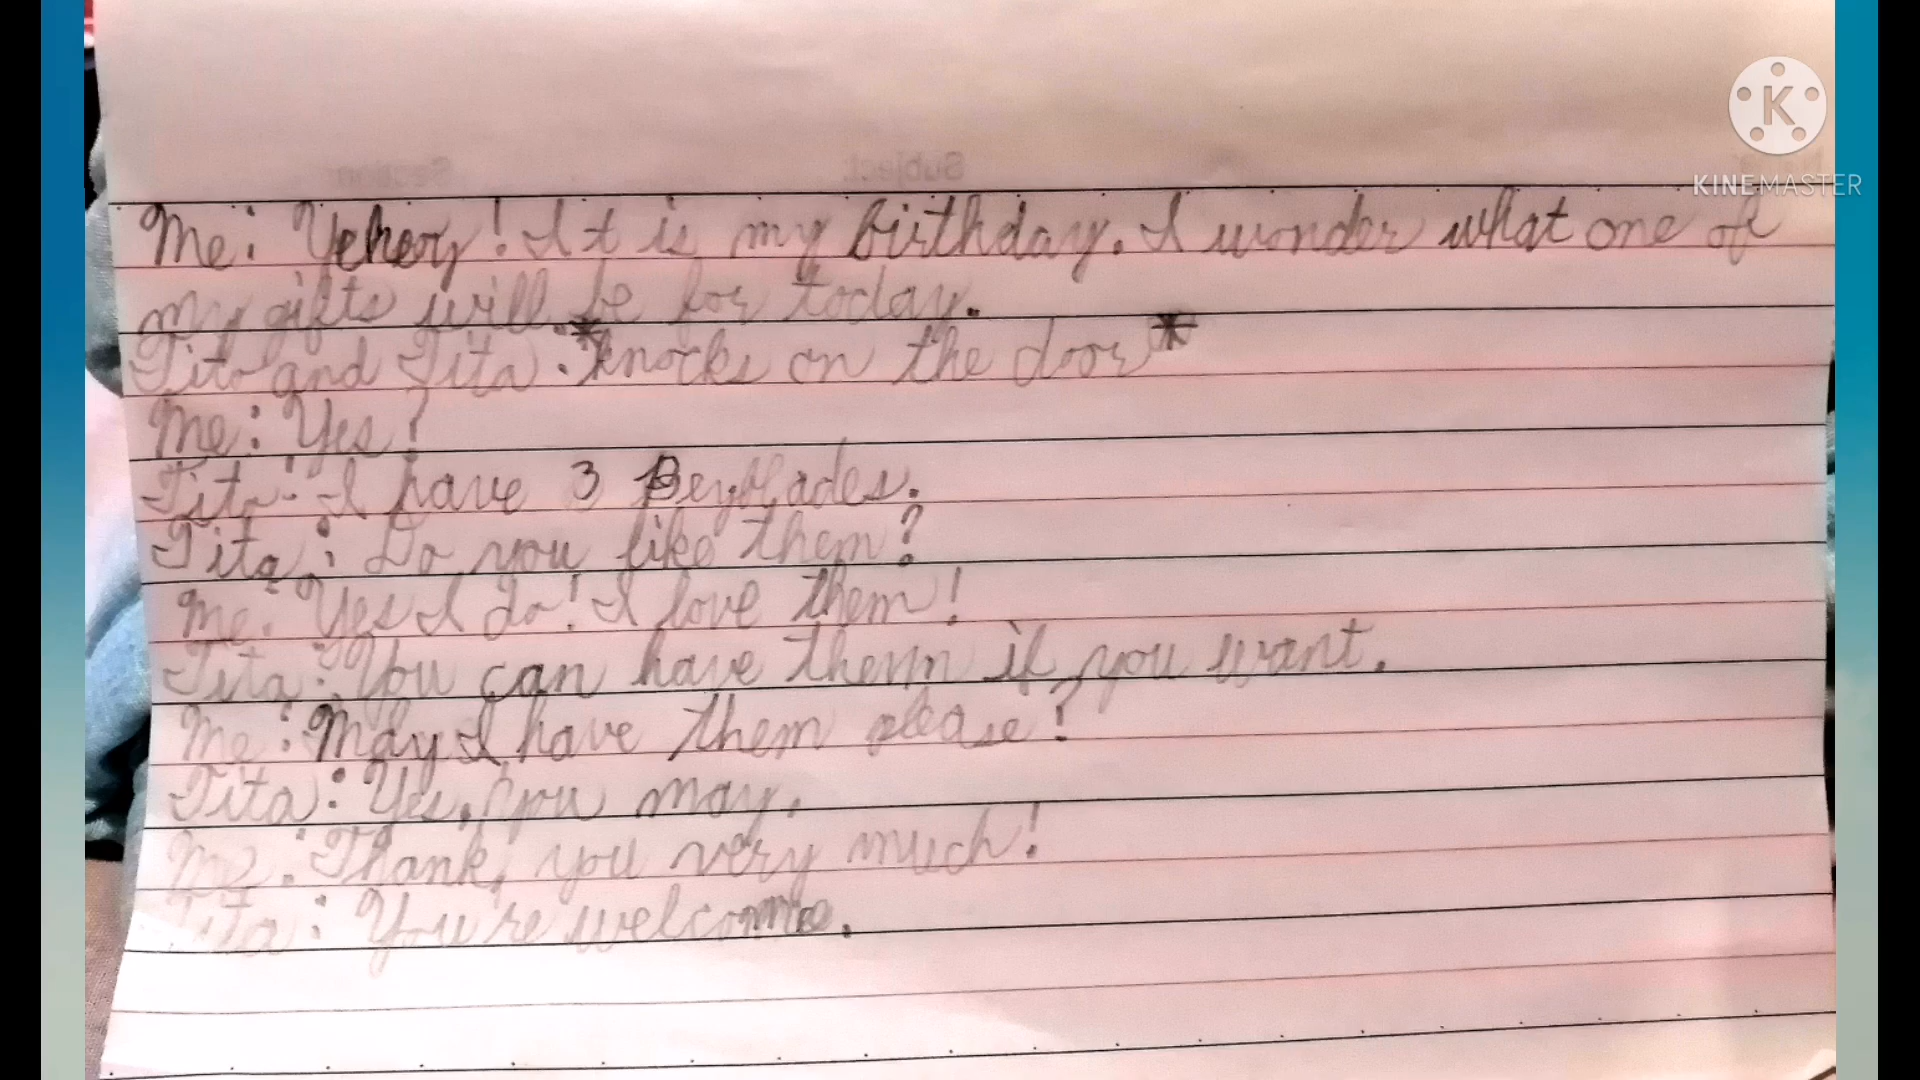 KINEMASTER
Subject:
Section:
Me: Yehey! It is my birthday. I wonder what one of
my gifts will be for today.
Tito and Tita: *knocks on the door*
Me: Yes?
Tito: I have 3 Beyblades.
Tita: Do you like them?
Me: Yes I do! I love them!
Tita: You can have them if you want.
Me: May I have them please?
Tita: Yes, you may.
Me: Thank you very much!
Tita: You're welcome.